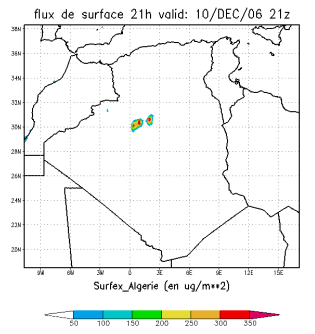 flux de surface 21h valid: 10/DEC/06 21z
38N
36N
34N
32N
30N
28N
26N
24N
22N
20N
9W 6W 3W 0 3E 6E 9E 12E 15E
Surfex_Algerie (en ug/m**2)
50 100 150 200 250 300 350